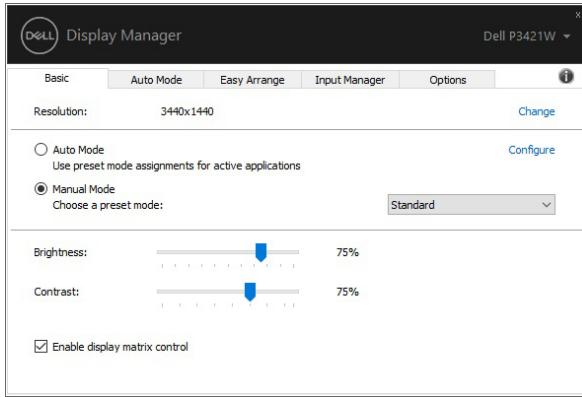 x
DELL Display Manager
Dell P3421W
Basic Auto Mode Easy Arrange Input Manager Options i
Resolution: 3440x1440 Change
Auto Mode Configure
Use preset mode assignments for active applications
Manual Mode
Choose a preset mode: Standard
Brightness: 75%
Contrast: 75%
Enable display matrix control